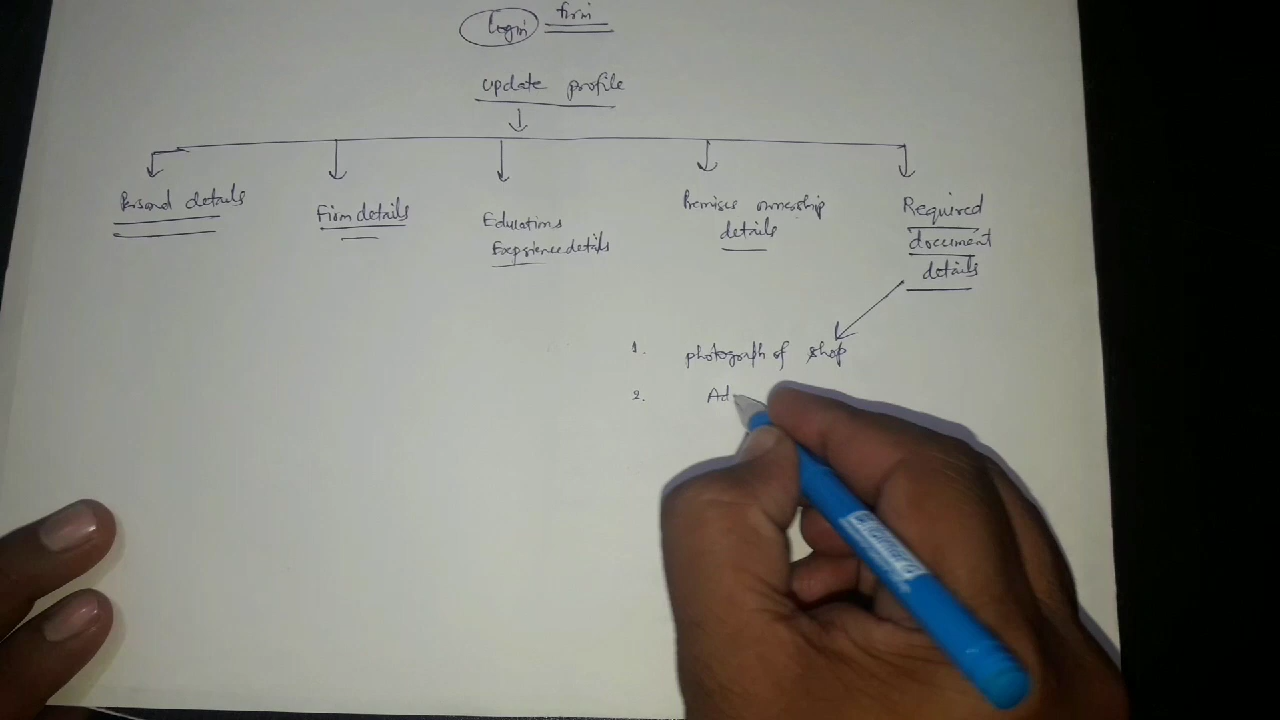 Login firm
update profile
Personal details
Firm details
Educations
Exepsience details
Premises ownership
details
Required
document
details
1. photograph of shop
2. Ad